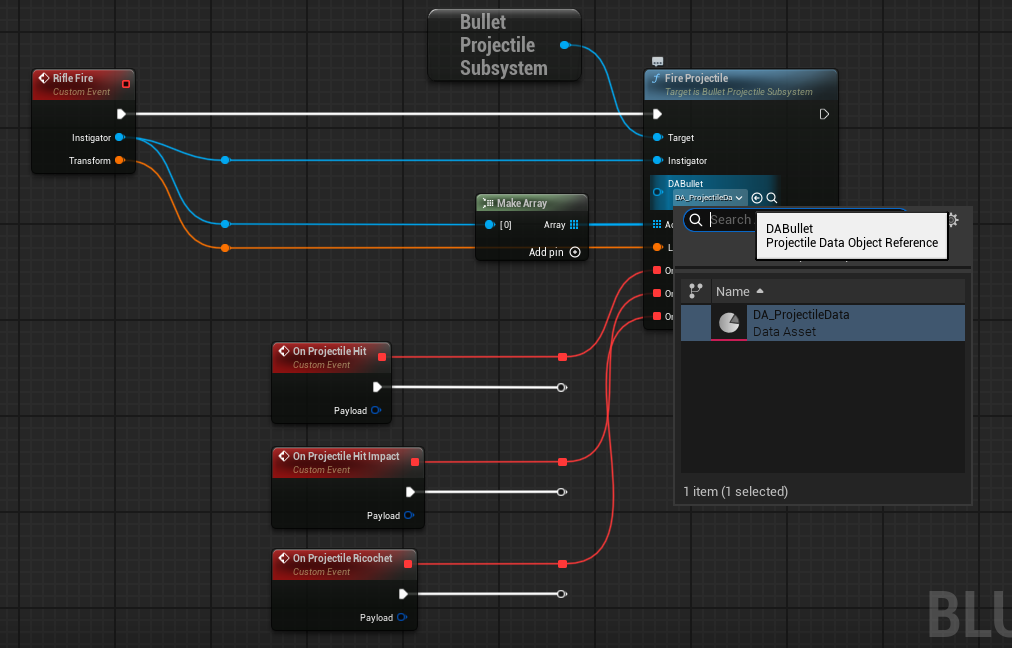 Bullet
Projectile
Subsystem
Rifle Fire
Custom Event
Instigator
Transform
Fire Projectile
Target is Bullet Projectile Subsystem
Target
Instigator
DABullet
DA_ProjectileDa
Make Array
[0]
Array
Add pin
Search
DABullet
Projectile Data Object Reference
Name
DA_ProjectileData
Data Asset
1 item (1 selected)
On Projectile Hit
Custom Event
Payload
On Projectile Hit Impact
Custom Event
Payload
On Projectile Ricochet
Custom Event
Payload
BLU